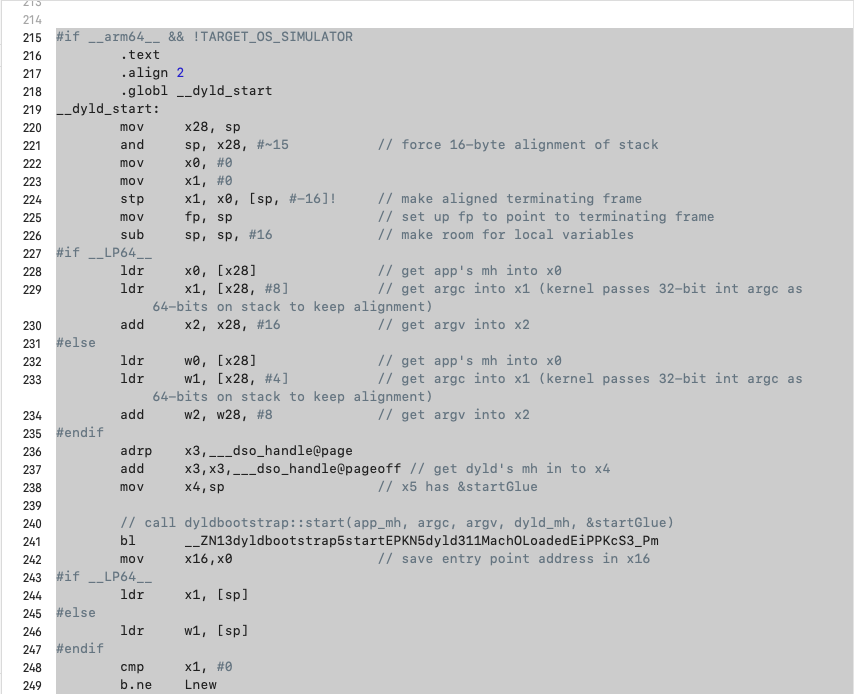 213
214
215 #if __arm64__ && !TARGET_OS_SIMULATOR
216         .text
217         .align 2
218         .globl __dyld_start
219 __dyld_start:
220         mov     x28, sp
221         and     sp, x28, #~15           // force 16-byte alignment of stack
222         mov     x0, #0
223         mov     x1, #0
224         stp     x1, x0, [sp, #-16]!     // make aligned terminating frame
225         mov     fp, sp                  // set up fp to point to terminating frame
226         sub     sp, sp, #16             // make room for local variables
227 #if __LP64__
228         ldr     x0, [x28]               // get app's mh into x0
229         ldr     x1, [x28, #8]           // get argc into x1 (kernel passes 32-bit int argc as
            64-bits on stack to keep alignment)
230         add     x2, x28, #16            // get argv into x2
231 #else
232         ldr     w0, [x28]               // get app's mh into x0
233         ldr     w1, [x28, #4]           // get argc into x1 (kernel passes 32-bit int argc as
            64-bits on stack to keep alignment)
234         add     w2, w28, #8             // get argv into x2
235 #endif
236         adrp    x3,___dso_handle@page
237         add     x3,x3,___dso_handle@pageoff // get dyld's mh in to x4
238         mov     x4,sp                   // x5 has &startGlue
239
240         // call dyldbootstrap::start(app_mh, argc, argv, dyld_mh, &startGlue)
241         bl      __ZN13dyldbootstrap5startEPKN5dyld311MachOLoadedEiPPKcS3_Pm
242         mov     x16,x0                  // save entry point address in x16
243 #if __LP64__
244         ldr     x1, [sp]
245 #else
246         ldr     w1, [sp]
247 #endif
248         cmp     x1, #0
249         b.ne    Lnew